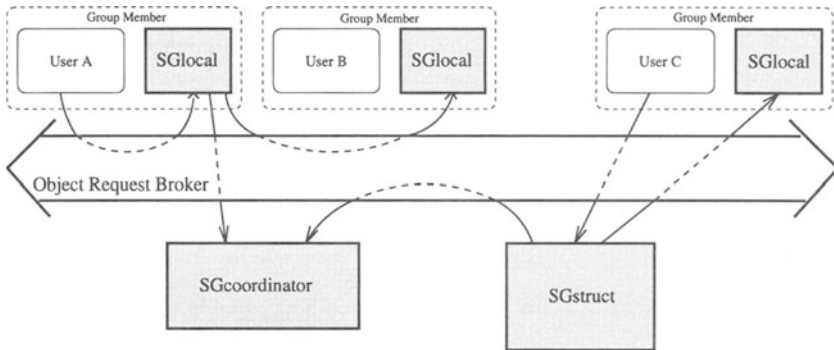 Group Member
Group Member
Group Member
User A
SGlocal
User B
SGlocal
User C
SGlocal
Object Request Broker
SGcoordinator
SGstruct